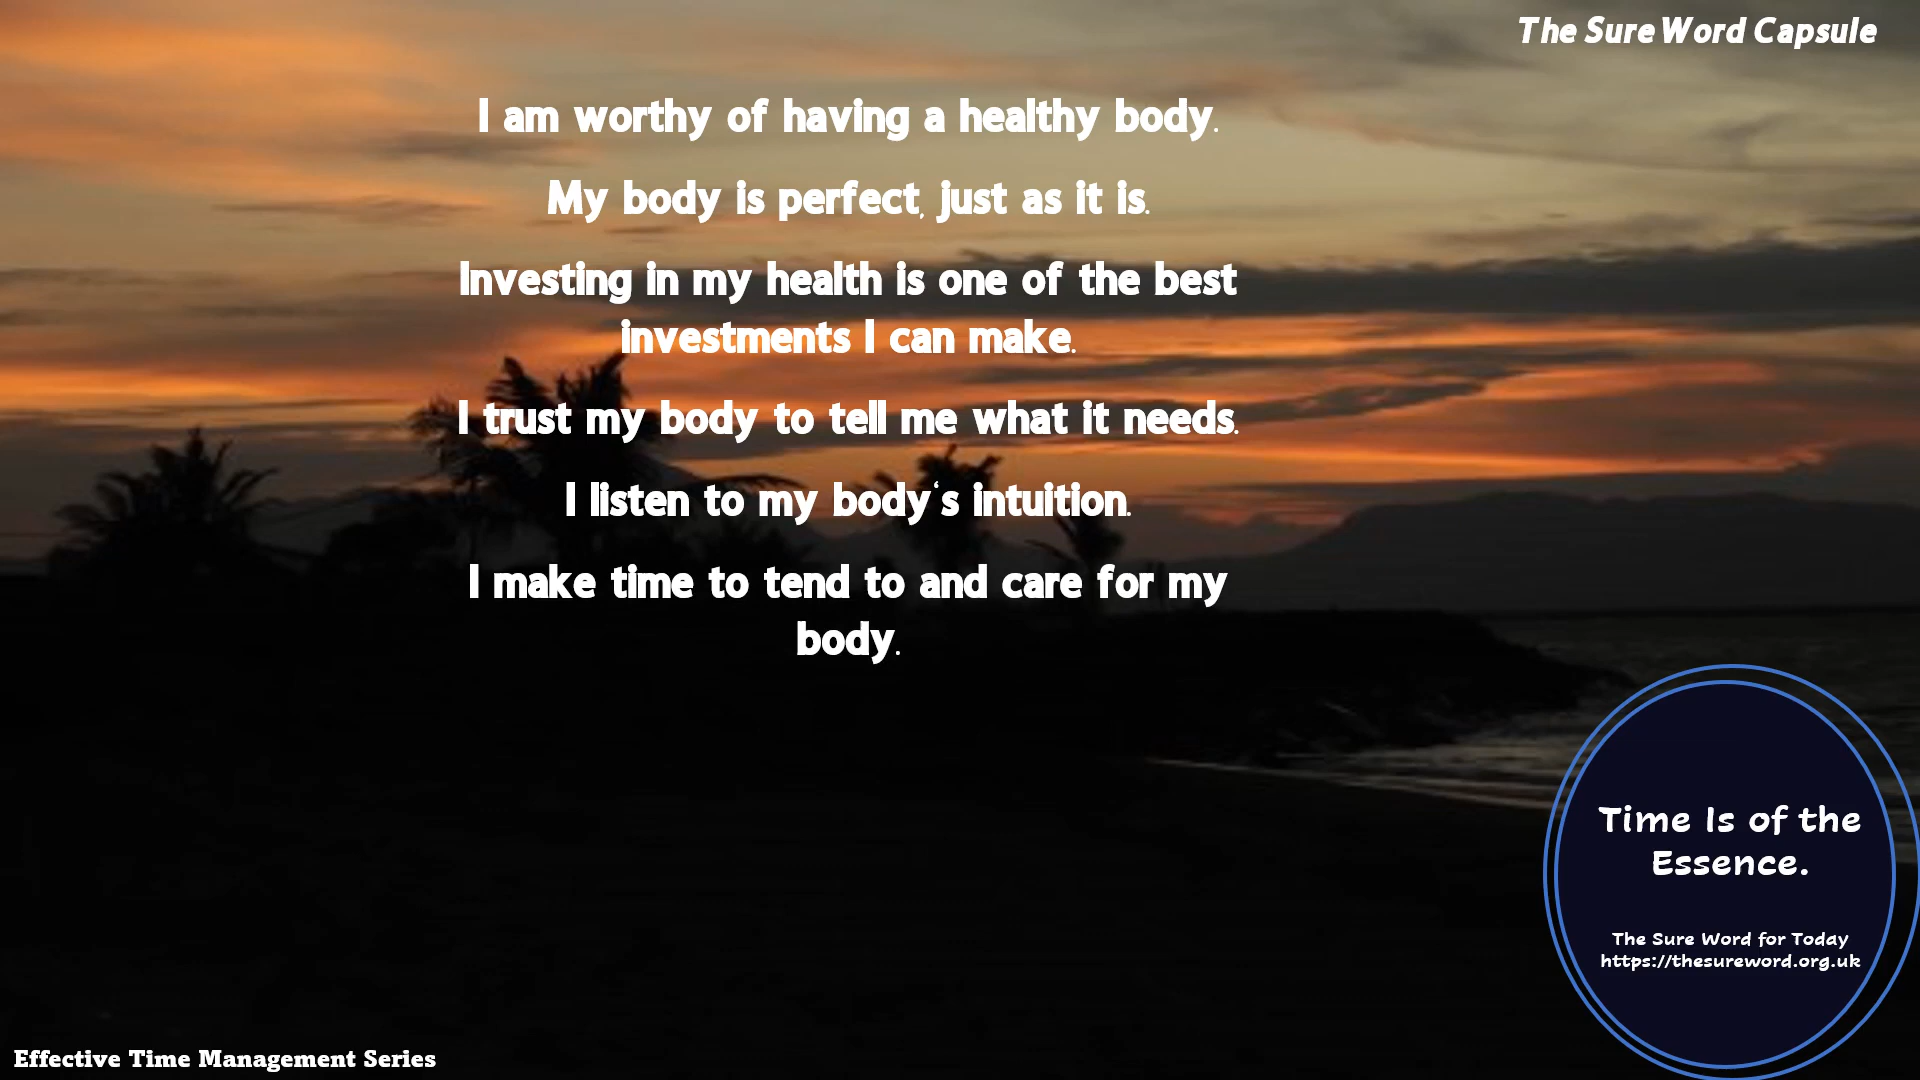 The Sure Word Capsule
I am worthy of having a healthy body.
My body is perfect, just as it is.
Investing in my health is one of the best
investments I can make.
I trust my body to tell me what it needs.
I listen to my body's intuition.
I make time to tend to and care for my
body.
Time Is of the
Essence.
The Sure Word for Today
https://thesureword.org.uk
Effective Time Management Series